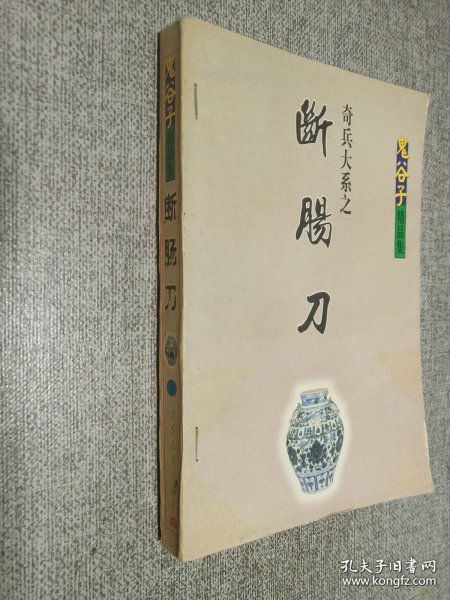 鬼谷子
精品集
奇兵大系之
斷腸刀
鬼谷子
断肠刀
下
孔夫子旧书网
www.kongfz.com